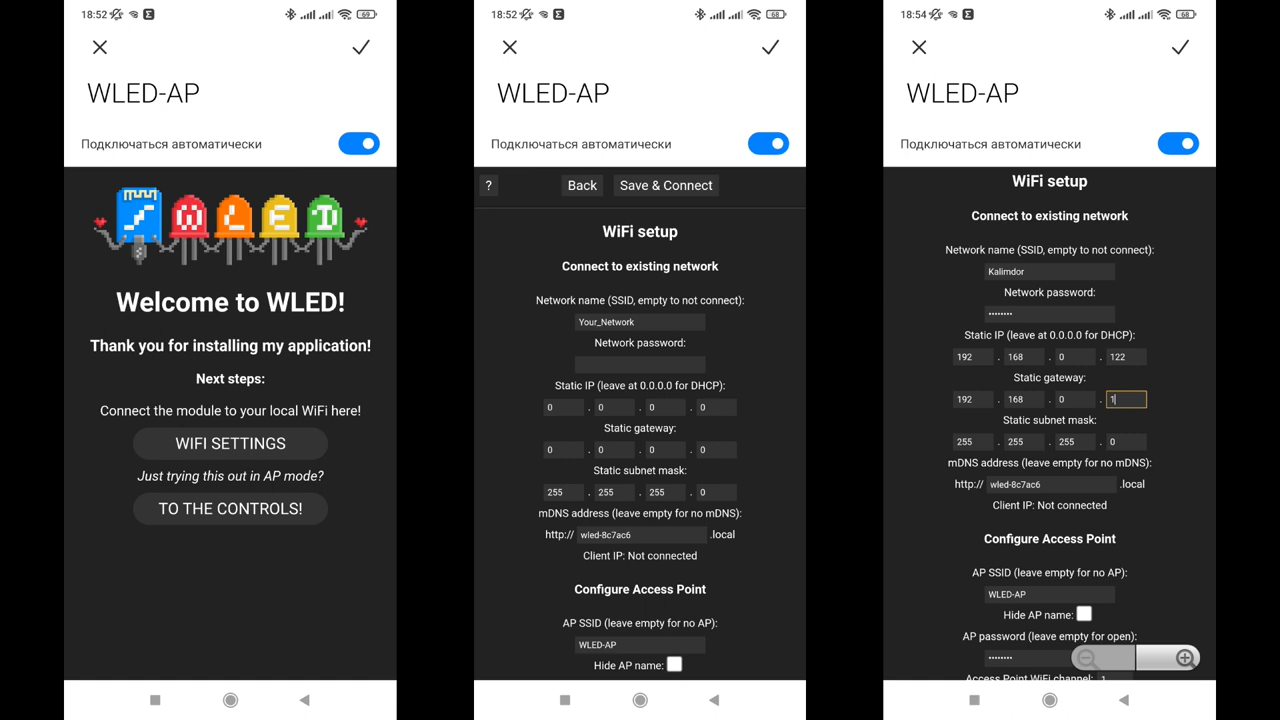 18:52
69
WLED-AP
Подключаться автоматически
WLED
Welcome to WLED!
Thank you for installing my application!
Next steps:
Connect the module to your local WiFi here!
WIFI SETTINGS
Just trying this out in AP mode?
TO THE CONTROLS!
18:52
68
WLED-AP
Подключаться автоматически
? Back Save & Connect
WiFi setup
Connect to existing network
Network name (SSID, empty to not connect):
Your_Network
Network password:
Static IP (leave at 0.0.0.0 for DHCP):
0 . 0 . 0 . 0
Static gateway:
0 . 0 . 0 . 0
Static subnet mask:
255 . 255 . 255 . 0
mDNS address (leave empty for no mDNS):
http:// wled-8c7ac6 .local
Client IP: Not connected
Configure Access Point
AP SSID (leave empty for no AP):
WLED-AP
Hide AP name:
18:54
68
WLED-AP
Подключаться автоматически
WiFi setup
Connect to existing network
Network name (SSID, empty to not connect):
Kalimdor
Network password:
••••••••
Static IP (leave at 0.0.0.0 for DHCP):
192 . 168 . 0 . 122
Static gateway:
192 . 168 . 0 . 1
Static subnet mask:
255 . 255 . 255 . 0
mDNS address (leave empty for no mDNS):
http:// wled-8c7ac6 .local
Client IP: Not connected
Configure Access Point
AP SSID (leave empty for no AP):
WLED-AP
Hide AP name:
AP password (leave empty for open):
••••••••
Access Point WiFi channel: 1